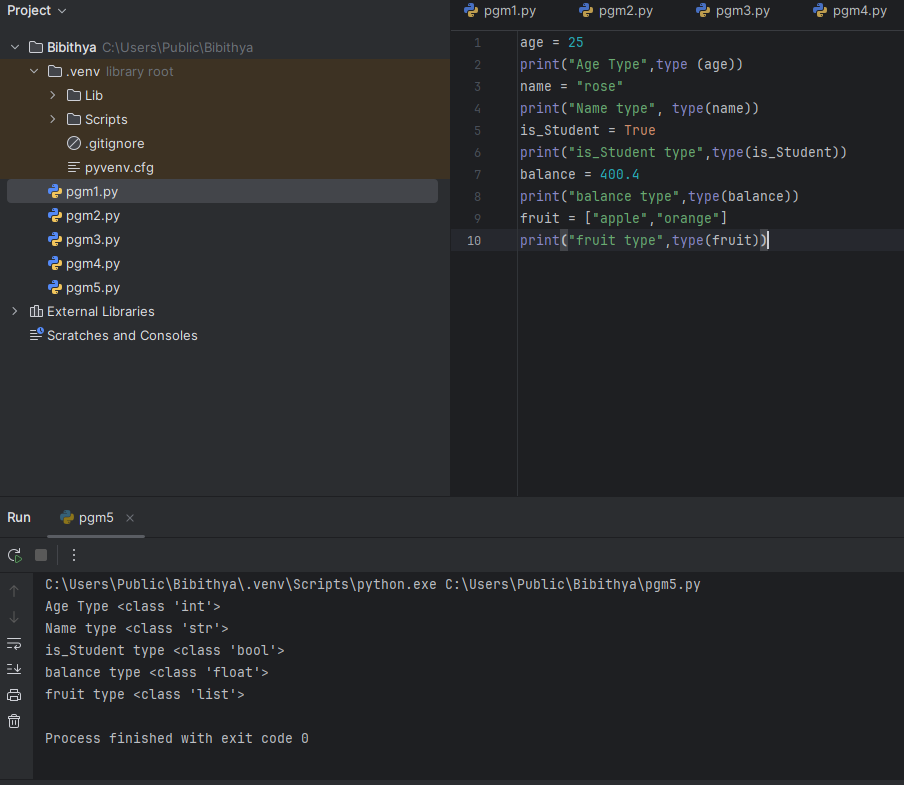 Project
Bibithya C:\Users\Public\Bibithya
.venv library root
Lib
Scripts
.gitignore
pyvenv.cfg
pgm1.py
pgm2.py
pgm3.py
pgm4.py
pgm5.py
External Libraries
Scratches and Consoles
pgm1.py pgm2.py pgm3.py pgm4.py
1 age = 25
2 print("Age Type",type (age))
3 name = "rose"
4 print("Name type", type(name))
5 is_Student = True
6 print("is_Student type",type(is_Student))
7 balance = 400.4
8 print("balance type",type(balance))
9 fruit = ["apple","orange"]
10 print("fruit type",type(fruit))
Run pgm5
C:\Users\Public\Bibithya\.venv\Scripts\python.exe C:\Users\Public\Bibithya\pgm5.py
Age Type <class 'int'>
Name type <class 'str'>
is_Student type <class 'bool'>
balance type <class 'float'>
fruit type <class 'list'>
Process finished with exit code 0